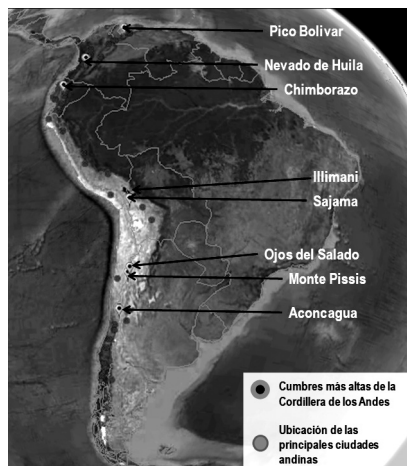 Pico Bolivar
Nevado de Huila
Chimborazo
Illimani
Sajama
Ojos del Salado
Monte Pissis
Aconcagua
Cumbres más altas de la
Cordillera de los Andes
Ubicación de las
principales ciudades
andinas